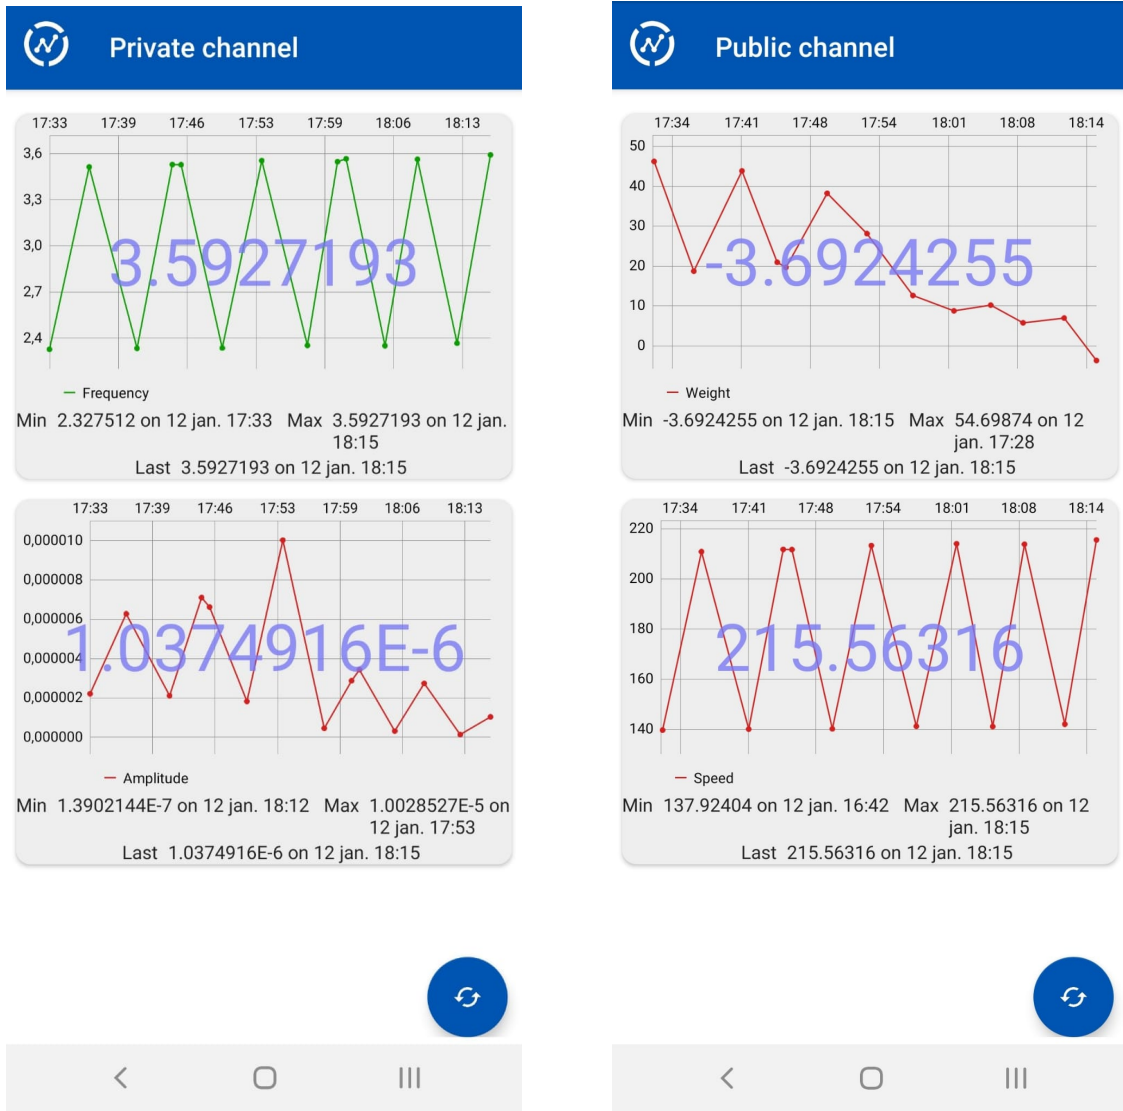 Private channel
17:33 17:39 17:46 17:53 17:59 18:06 18:13
3,6
3,3
3,0
2,7
2,4
3.5927193
Frequency
Min 2.327512 on 12 jan. 17:33 Max 3.5927193 on 12 jan.
18:15
Last 3.5927193 on 12 jan. 18:15
17:33 17:39 17:46 17:53 17:59 18:06 18:13
0,000010
0,000008
0,000006
0,000004
0,000002
0,000000
1.0374916E-6
Amplitude
Min 1.3902144E-7 on 12 jan. 18:12 Max 1.0028527E-5 on
12 jan. 17:53
Last 1.0374916E-6 on 12 jan. 18:15
Public channel
17:34 17:41 17:48 17:54 18:01 18:08 18:14
50
40
30
20
10
0
-3.6924255
Weight
Min -3.6924255 on 12 jan. 18:15 Max 54.69874 on 12
jan. 17:28
Last -3.6924255 on 12 jan. 18:15
17:34 17:41 17:48 17:54 18:01 18:08 18:14
220
200
180
160
140
215.56316
Speed
Min 137.92404 on 12 jan. 16:42 Max 215.56316 on 12
jan. 18:15
Last 215.56316 on 12 jan. 18:15